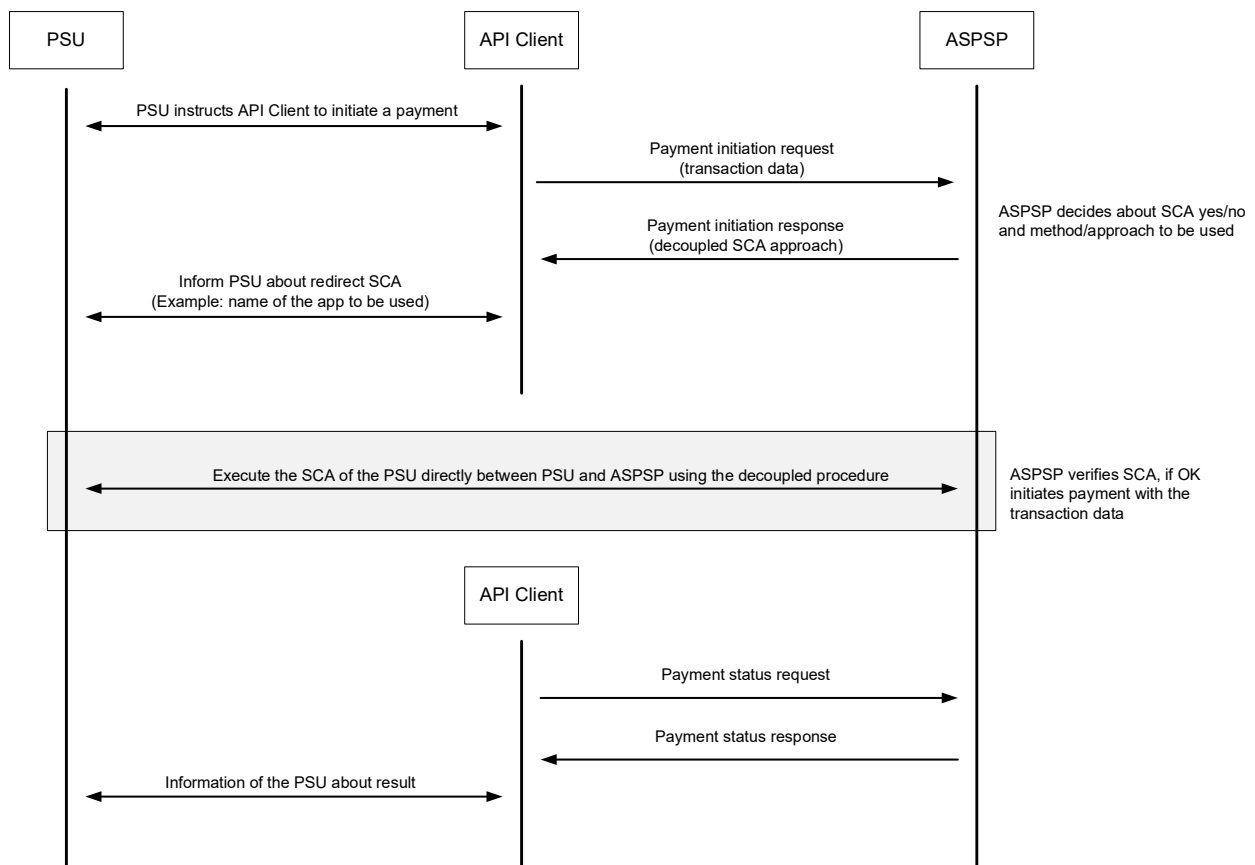 PSU
API Client
ASPSP
PSU instructs API Client to initiate a payment
Payment initiation request
(transaction data)
ASPSP decides about SCA yes/no
and method/approach to be used
Payment initiation response
(decoupled SCA approach)
Inform PSU about redirect SCA
(Example: name of the app to be used)
Execute the SCA of the PSU directly between PSU and ASPSP using the decoupled procedure
ASPSP verifies SCA, if OK
initiates payment with the
transaction data
API Client
Payment status request
Payment status response
Information of the PSU about result